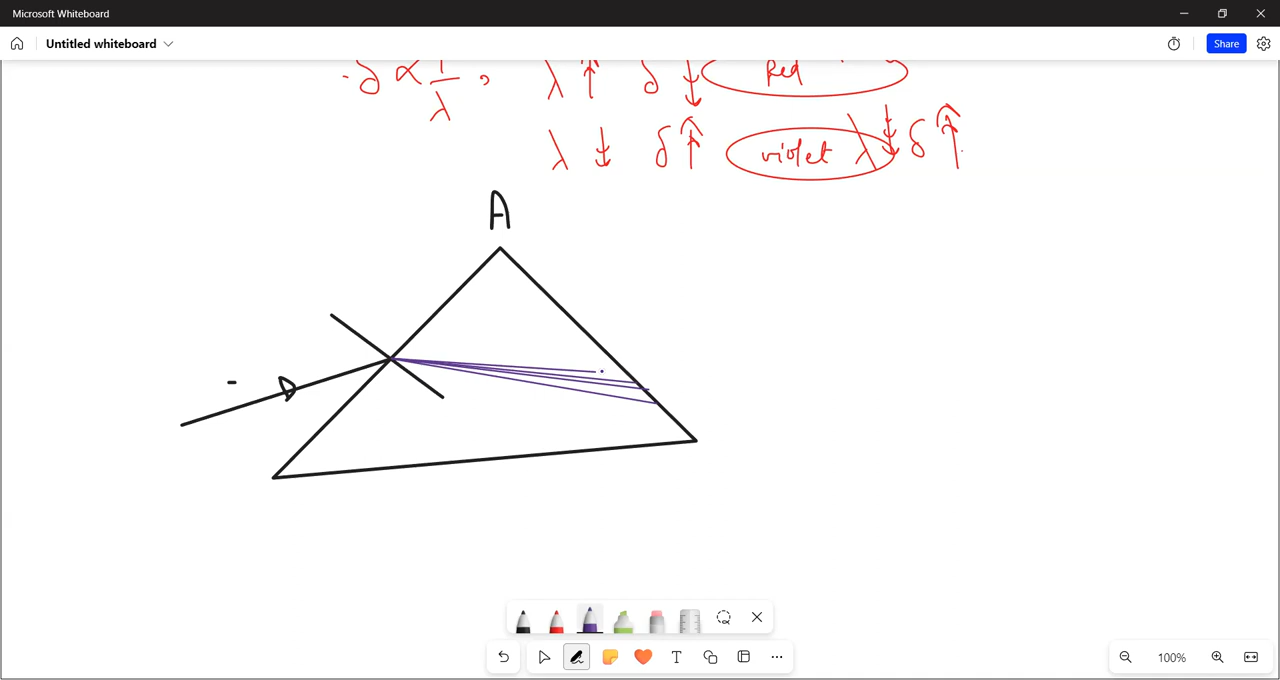 Microsoft Whiteboard
Untitled whiteboard
Share
δ ∝ 1/λ , λ↑ δ ↓ Red
λ ↓ δ↑ violet λ↓ δ↑
A
T
100%